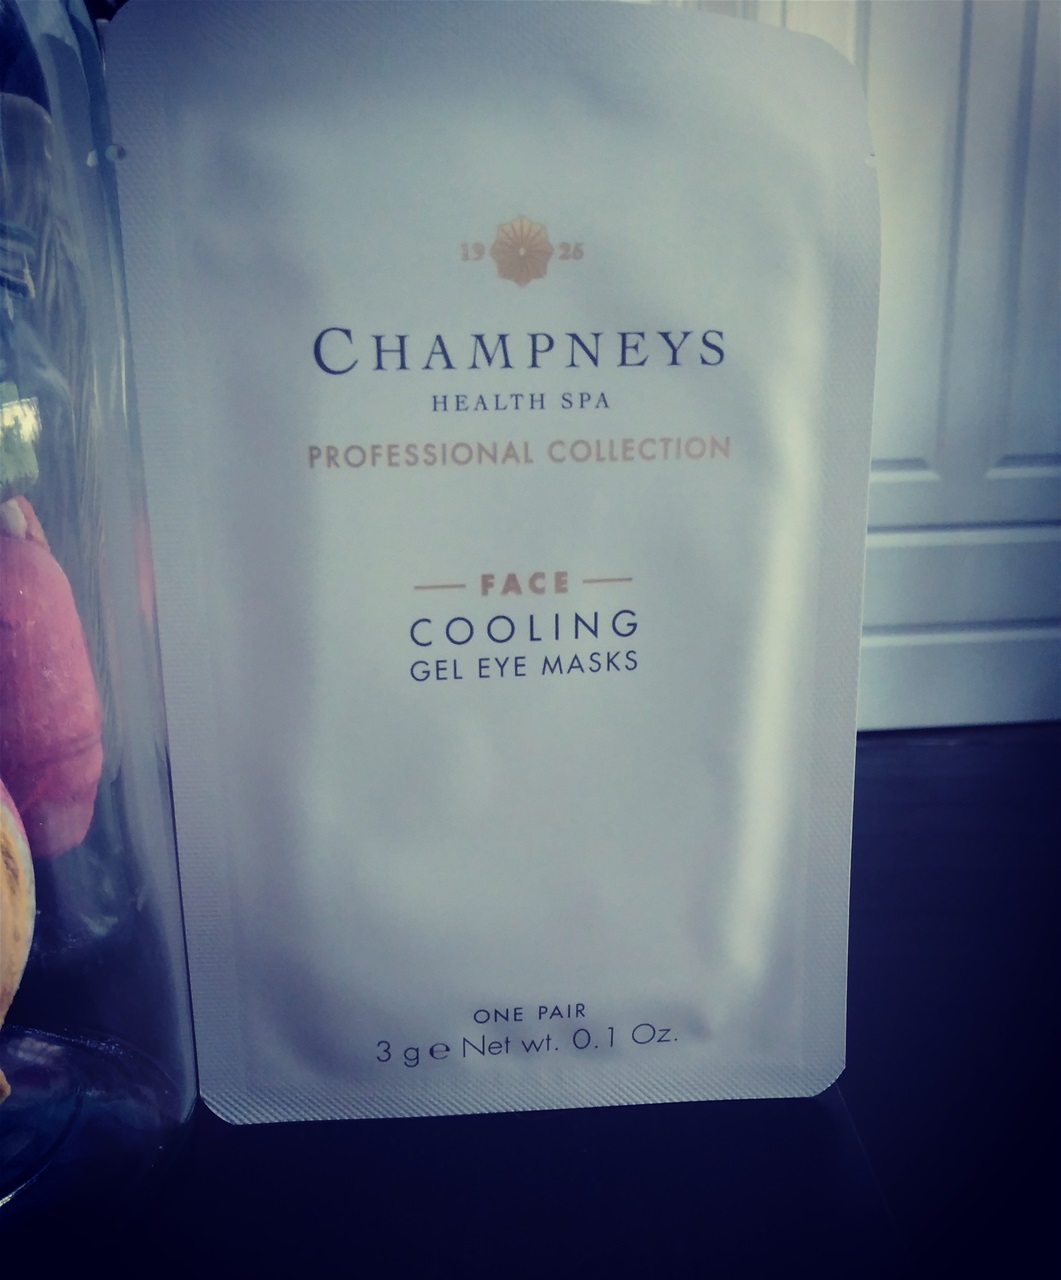 19 25
CHAMPNEYS
HEALTH SPA
PROFESSIONAL COLLECTION
FACE
COOLING
GEL EYE MASKS
ONE PAIR
3 g e Net wt. 0.1 Oz.